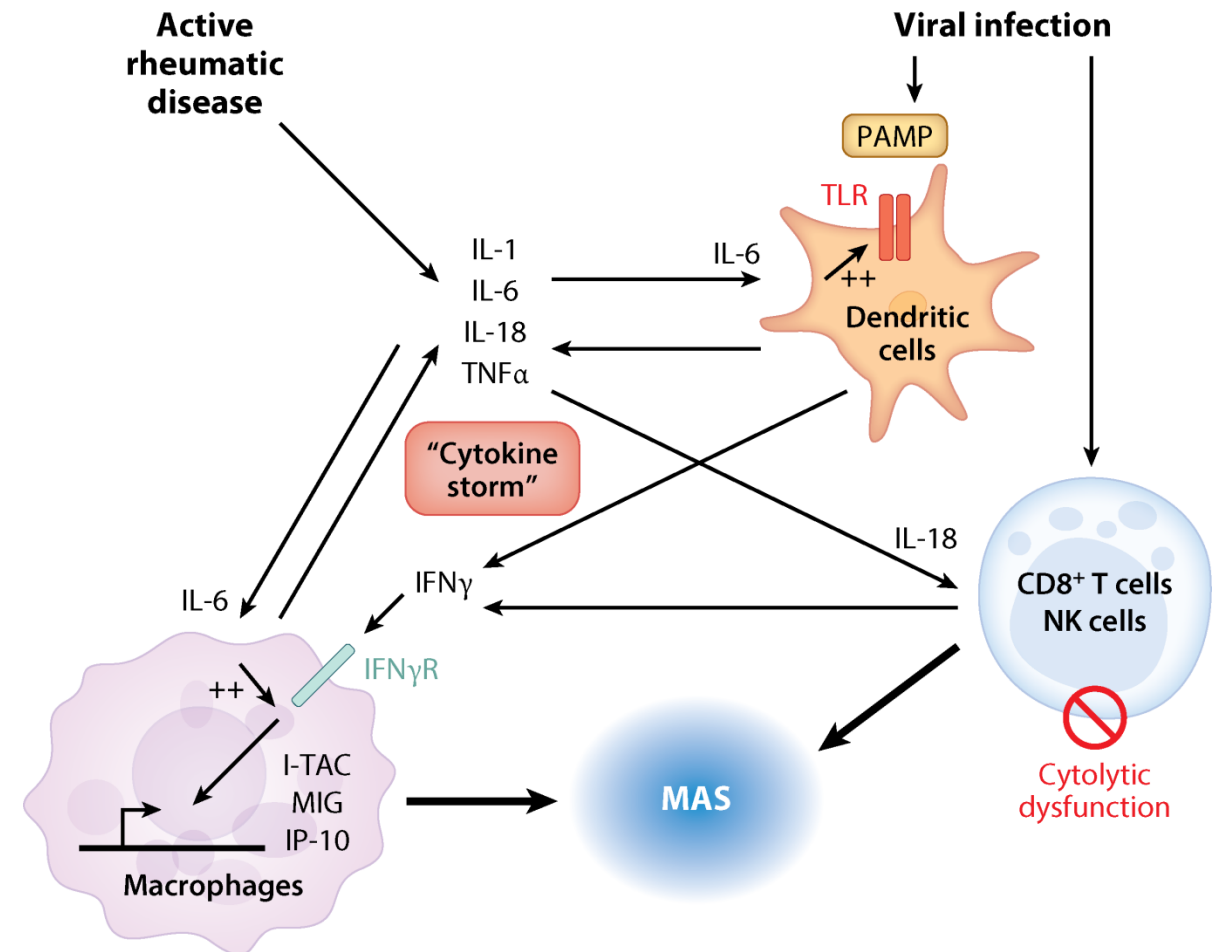 Active
rheumatic
disease
Viral infection
PAMP
TLR
IL-1
IL-6
IL-18
TNFα
IL-6
++
Dendritic
cells
“Cytokine
storm”
IL-18
IFNγ
CD8⁺ T cells
NK cells
IL-6
IFNγR
++
I-TAC
MIG
IP-10
Macrophages
MAS
Cytolytic
dysfunction